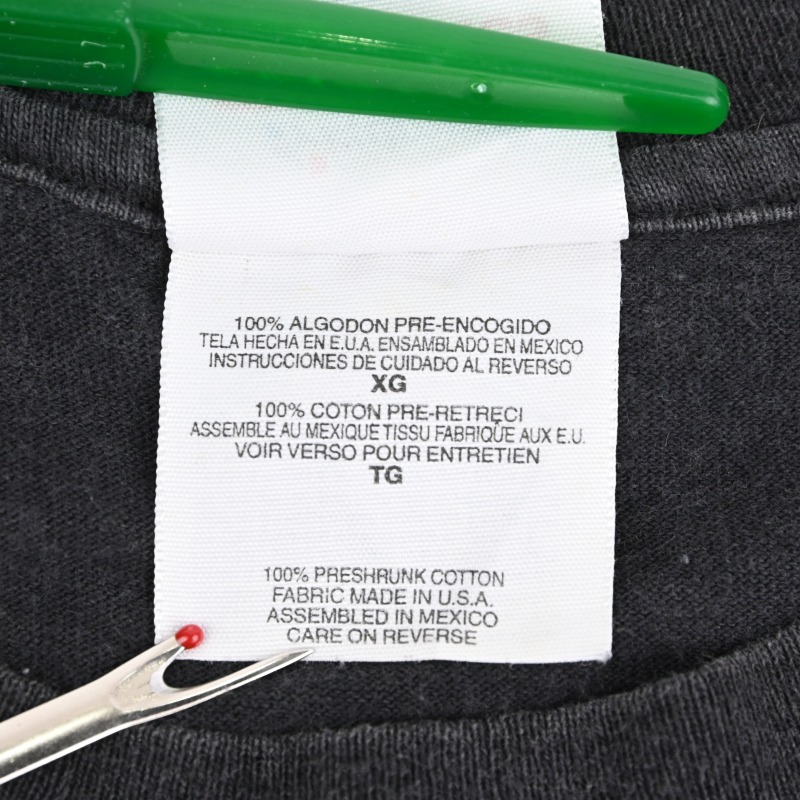 100% ALGODON PRE-ENCOGIDO
TELA HECHA EN E.U.A. ENSAMBLADO EN MEXICO
INSTRUCCIONES DE CUIDADO AL REVERSO
XG
100% COTON PRE-RETREÇI
ASSEMBLE AU MEXIQUE TISSU FABRIQUE AUX E.U.
VOIR VERSO POUR ENTRETIEN
TG
100% PRESHRUNK COTTON
FABRIC MADE IN U.S.A.
ASSEMBLED IN MEXICO
CARE ON REVERSE